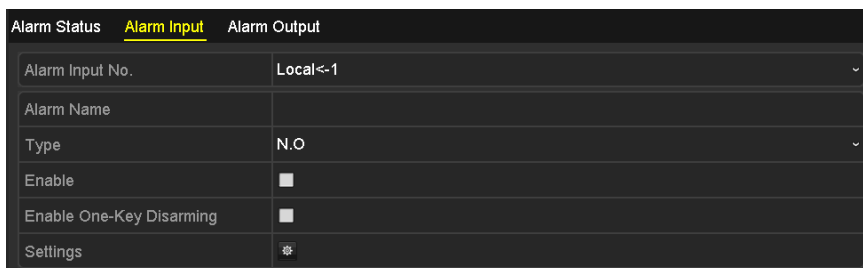 Alarm Status Alarm Input Alarm Output
Alarm Input No. Local<-1
Alarm Name
Type N.O
Enable
Enable One-Key Disarming
Settings